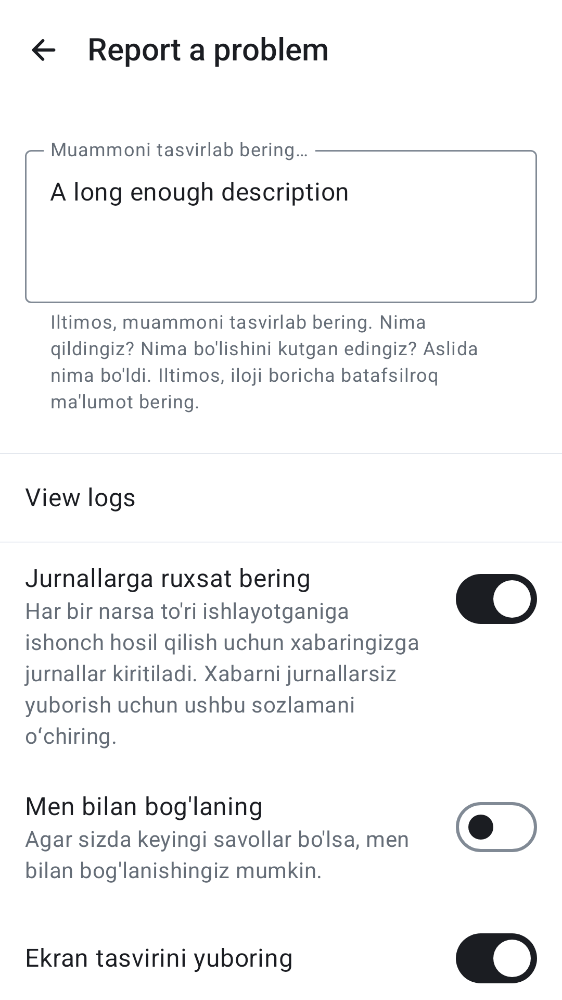 Report a problem
Muammoni tasvirlab bering…
A long enough description
Iltimos, muammoni tasvirlab bering. Nima
qildingiz? Nima bo'lishini kutgan edingiz? Aslida
nima bo'ldi. Iltimos, iloji boricha batafsilroq
ma'lumot bering.
View logs
Jurnallarga ruxsat bering
Har bir narsa to'ri ishlayotganiga
ishonch hosil qilish uchun xabaringizga
jurnallar kiritiladi. Xabarni jurnallarsiz
yuborish uchun ushbu sozlamani
oʻchiring.
Men bilan bog'laning
Agar sizda keyingi savollar bo'lsa, men
bilan bog'lanishingiz mumkin.
Ekran tasvirini yuboring